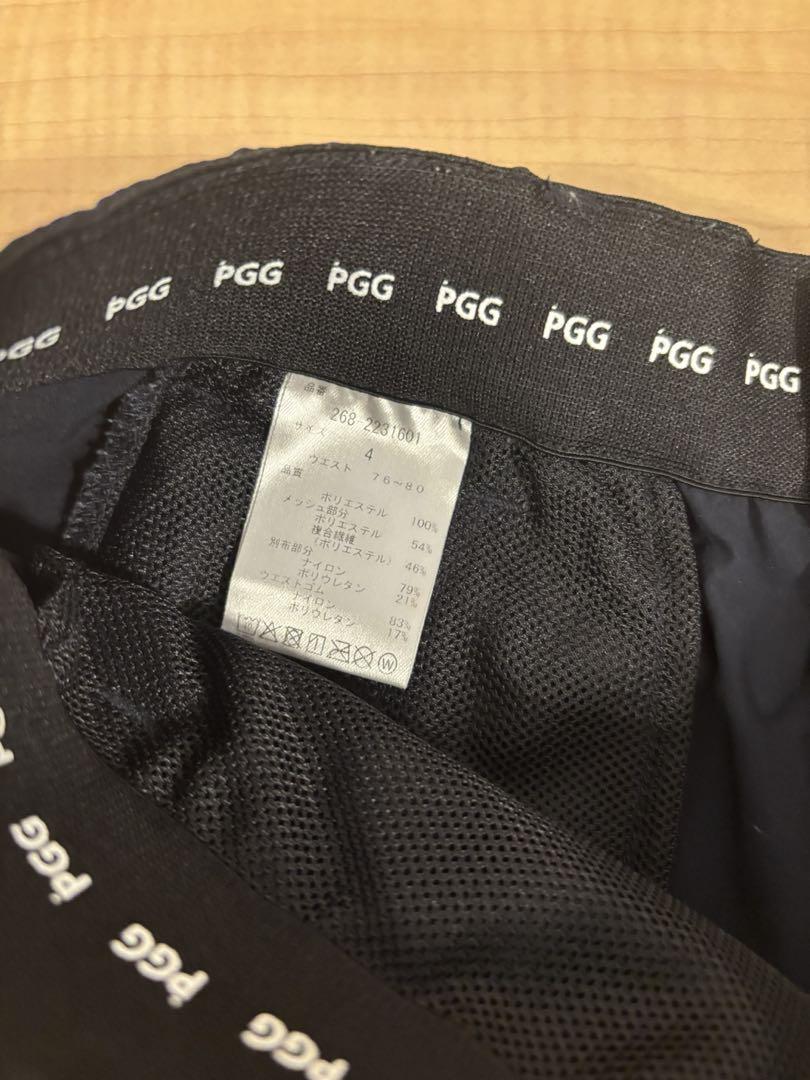 PGG PGG PGG PGG PGG PGG PGG PGG
品番
268-2231601
サイズ
4
ウエスト 76～80
品質
ポリエステル 100%
メッシュ部分
ポリエステル 54%
複合繊維
(ポリエステル) 46%
別布部分
ナイロン 79%
ポリウレタン 21%
ウエストゴム
ナイロン 83%
ポリウレタン 17%
W
PGG
PGG
PGG